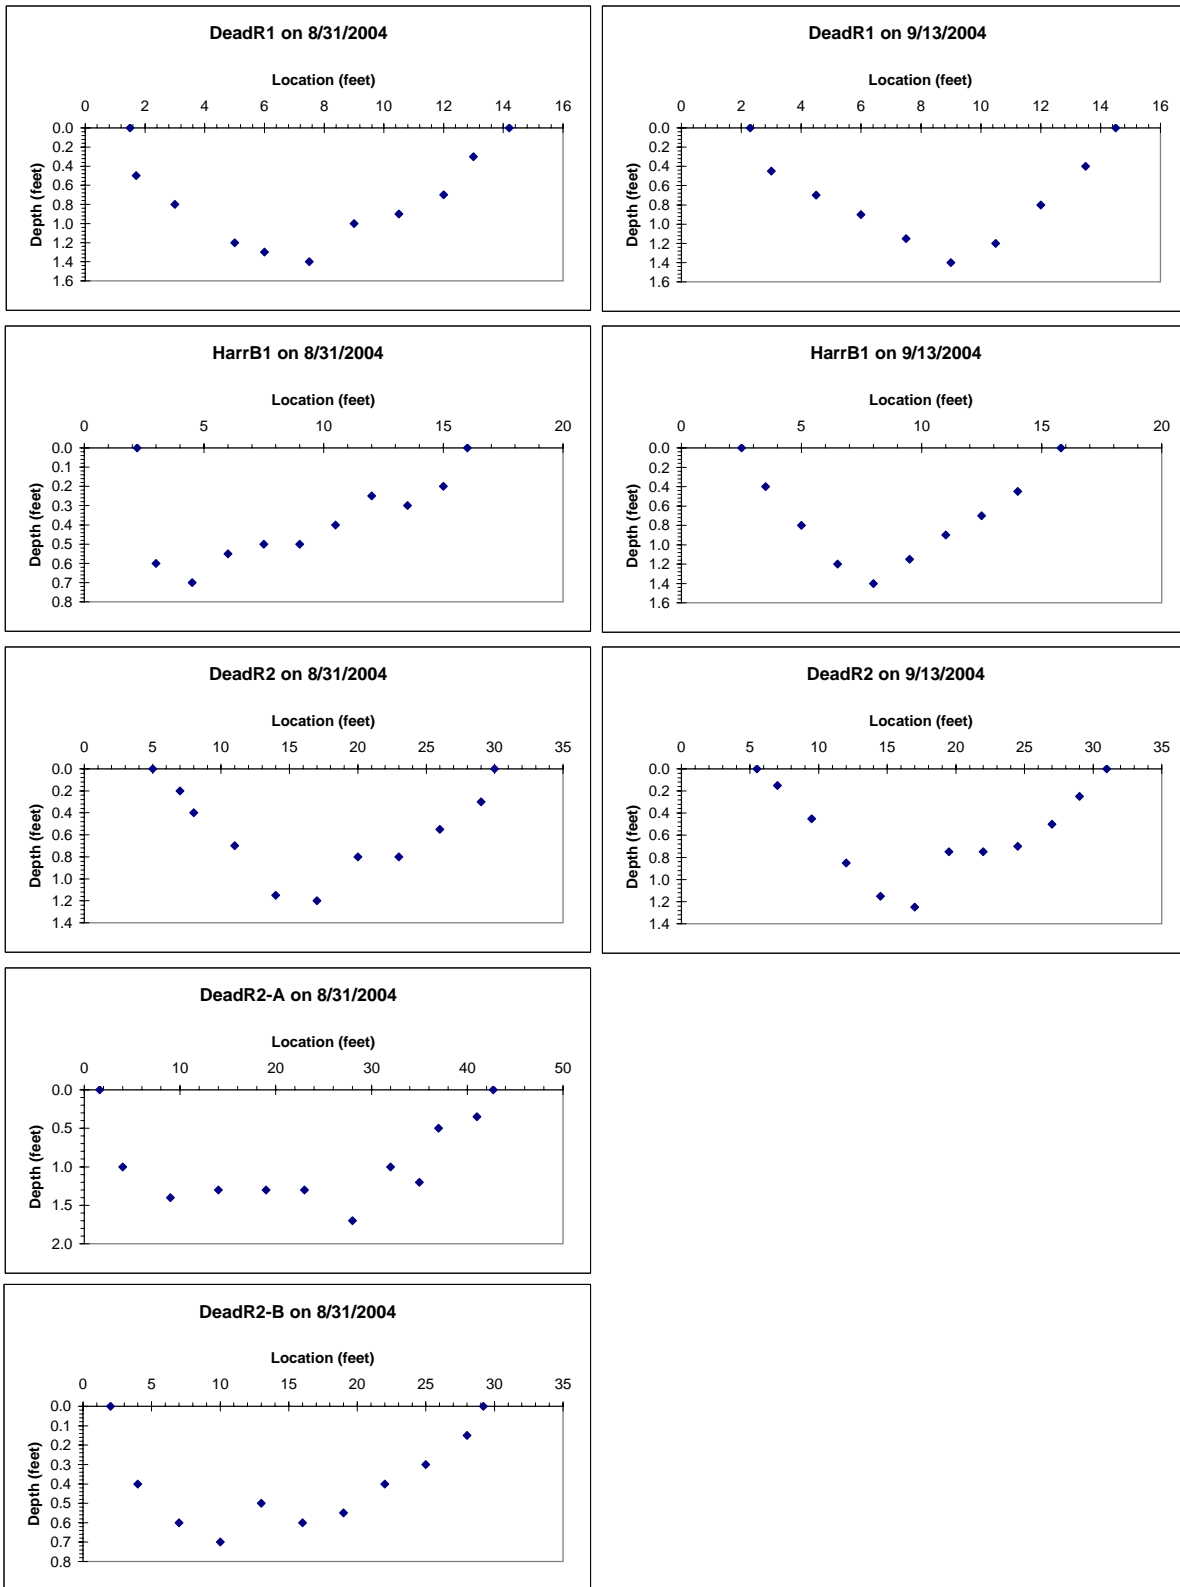 DeadR1 on 8/31/2004
Location (feet)
0 2 4 6 8 10 12 14 16
0.0
0.2
0.4
0.6
0.8
1.0
1.2
1.4
1.6
Depth (feet)
DeadR1 on 9/13/2004
Location (feet)
0 2 4 6 8 10 12 14 16
0.0
0.2
0.4
0.6
0.8
1.0
1.2
1.4
1.6
Depth (feet)
HarrB1 on 8/31/2004
Location (feet)
0 5 10 15 20
0.0
0.1
0.2
0.3
0.4
0.5
0.6
0.7
0.8
Depth (feet)
HarrB1 on 9/13/2004
Location (feet)
0 5 10 15 20
0.0
0.2
0.4
0.6
0.8
1.0
1.2
1.4
1.6
Depth (feet)
DeadR2 on 8/31/2004
Location (feet)
0 5 10 15 20 25 30 35
0.0
0.2
0.4
0.6
0.8
1.0
1.2
1.4
Depth (feet)
DeadR2 on 9/13/2004
Location (feet)
0 5 10 15 20 25 30 35
0.0
0.2
0.4
0.6
0.8
1.0
1.2
1.4
Depth (feet)
DeadR2-A on 8/31/2004
Location (feet)
0 10 20 30 40 50
0.0
0.5
1.0
1.5
2.0
Depth (feet)
DeadR2-B on 8/31/2004
Location (feet)
0 5 10 15 20 25 30 35
0.0
0.1
0.2
0.3
0.4
0.5
0.6
0.7
0.8
Depth (feet)